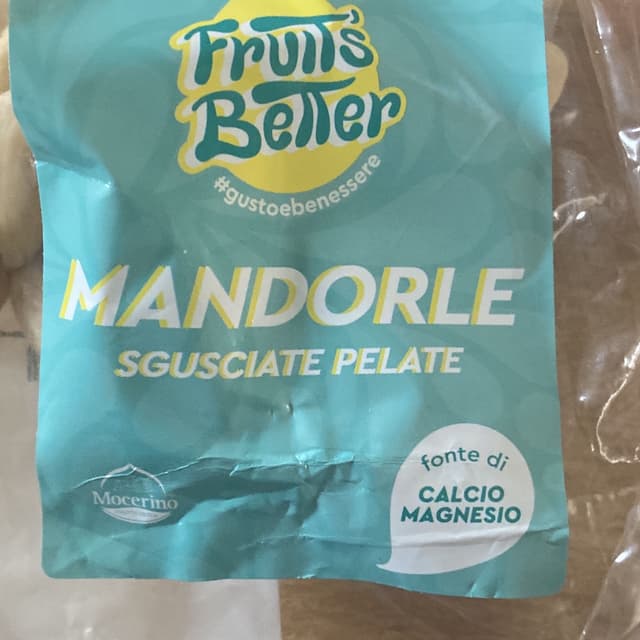 Fruits'
Better
#gustoebenessere
MANDORLE
SGUSCIATE PELATE
fonte di
CALCIO
MAGNESIO
Mocerino